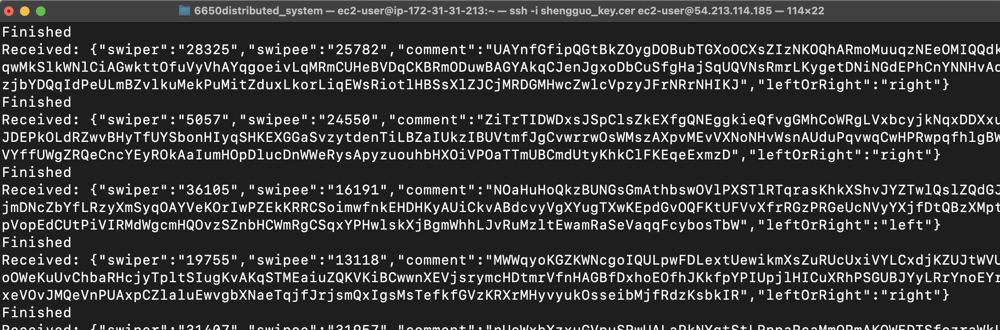 6650distributed_system — ec2-user@ip-172-31-31-213:~ — ssh -i shengguo_key.cer ec2-user@54.213.114.185 — 114×22
Finished
Received: {"swiper":"28325","swipee":"25782","comment":"UAYnfGfipQGtBkZOygDOBubTGXoOCXsZIzNKOQhARmoMuuqzNEeOMIQQdk
qwMkSlkWNlCiAGwkttOfuVyVhAYqgoeivLqMRmCUHeBVDqCKBRmODuwBAGYAkqCJenJgxoDbCuSfgHajSqUQVNsRmrLKygetDNiNGdEPhCnYNNHvAd
zjbYDQqIdPeULmBZvlkuMekPuMitZduxLkorLiqEWsRiotlHBSsXlZJCjMRDGMHwcZwlcVpzyJFrNRrNHIKJ","leftOrRight":"right"}
Finished
Received: {"swiper":"5057","swipee":"24550","comment":"ZiTrTIDWDxsJSpClsZkEXfgQNEggkieQfvgGMhCoWRgLVxbcyjkNqxDDXxu
JDEPkOLdRZwvBHyTfUYSbonHIyqSHKEXGGaSvzytdenTiLBZaIUkzIBUVtmfJgCvwrrwOsWMszAXpvMEvVXNoNHvWsnAUduPqvwqCwHPRwpqfhlgBW
VYffUWgZRQeCncYEyROkAaIumHOpDlucDnWWeRysApyzuouhbHXOiVPOaTTmUBCmdUtyKhkClFKEqeExmzD","leftOrRight":"right"}
Finished
Received: {"swiper":"36105","swipee":"16191","comment":"NOaHuHoQkzBUNGsGmAthbswOVlPXSTlRTqrasKhkXShvJYZTwlQslZQdGJ
jmDNcZbYfLRzyXmSyqOAYVeKOrIwPZEkKRRCSoimwfnkEHDHKyAUiCkvABdcvyVgXYugTXwKEpdGvOQFKtUFVvXfrRGzPRGeUcNVyYXjfDtQBzXMpt
pVopEdCUtPiVIRMdWgcmHQOvzSZnbHCWmRgCSqxYPHwlskXjBgmWhhLJvRuMzltEwamRaSeVaqqFcybosTbW","leftOrRight":"left"}
Finished
Received: {"swiper":"19755","swipee":"13118","comment":"MWWqyoKGZKWNcgoIQULpwFDLextUewikmXsZuRUcUxiVYLCxdjKZUJtWVU
oOWeKuUvChbaRHcjyTpltSIugKvAKqSTMEaiuZQKVKiBCwwnXEVjsrymcHDtmrVfnHAGBfDxhoEOfhJKkfpYPIUpjlHICuXRhPSGUBJYyLRrYnoEYr
xeVOvJMQeVnPUAxpCZlaluEwvgbXNaeTqjfJrjsmQxIgsMsTefkfGVzKRXrMHyvyukOsseibMjfRdzKsbkIR","leftOrRight":"right"}
Finished
Received: {"swiper":"31407","swipee":"31957","comment":